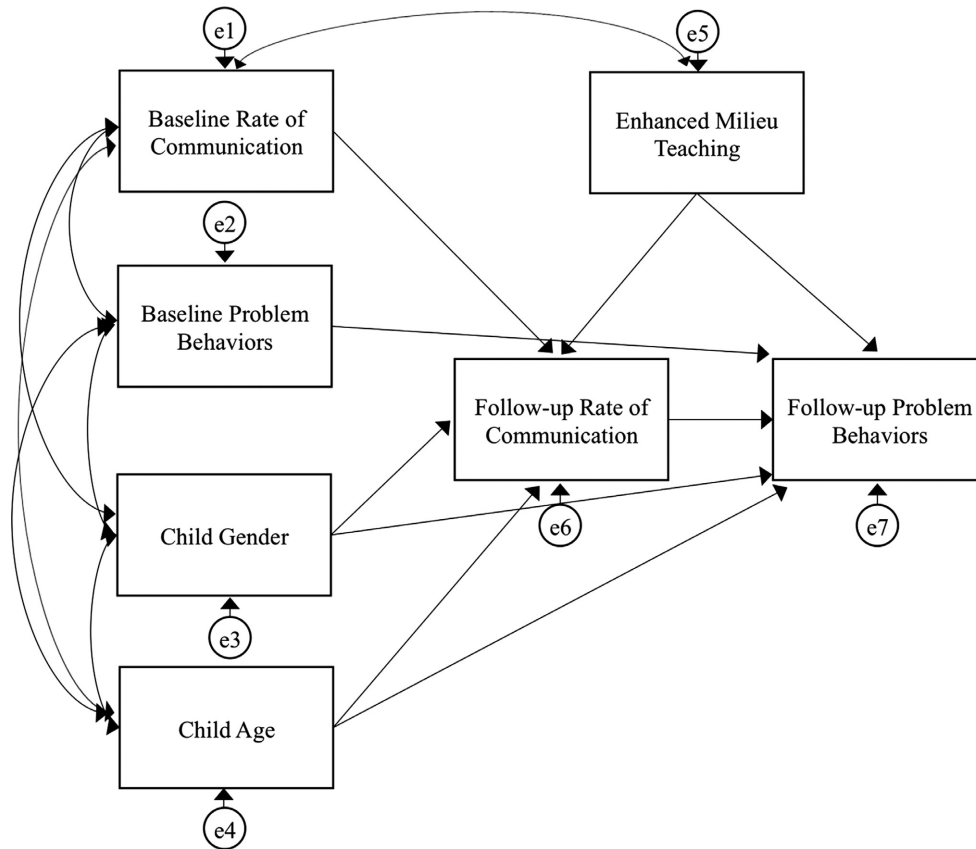 e1
e5
Baseline Rate of
Communication
Enhanced Milieu
Teaching
e2
Baseline Problem
Behaviors
Follow-up Rate of
Communication
Follow-up Problem
Behaviors
Child Gender
e6
e7
e3
Child Age
e4